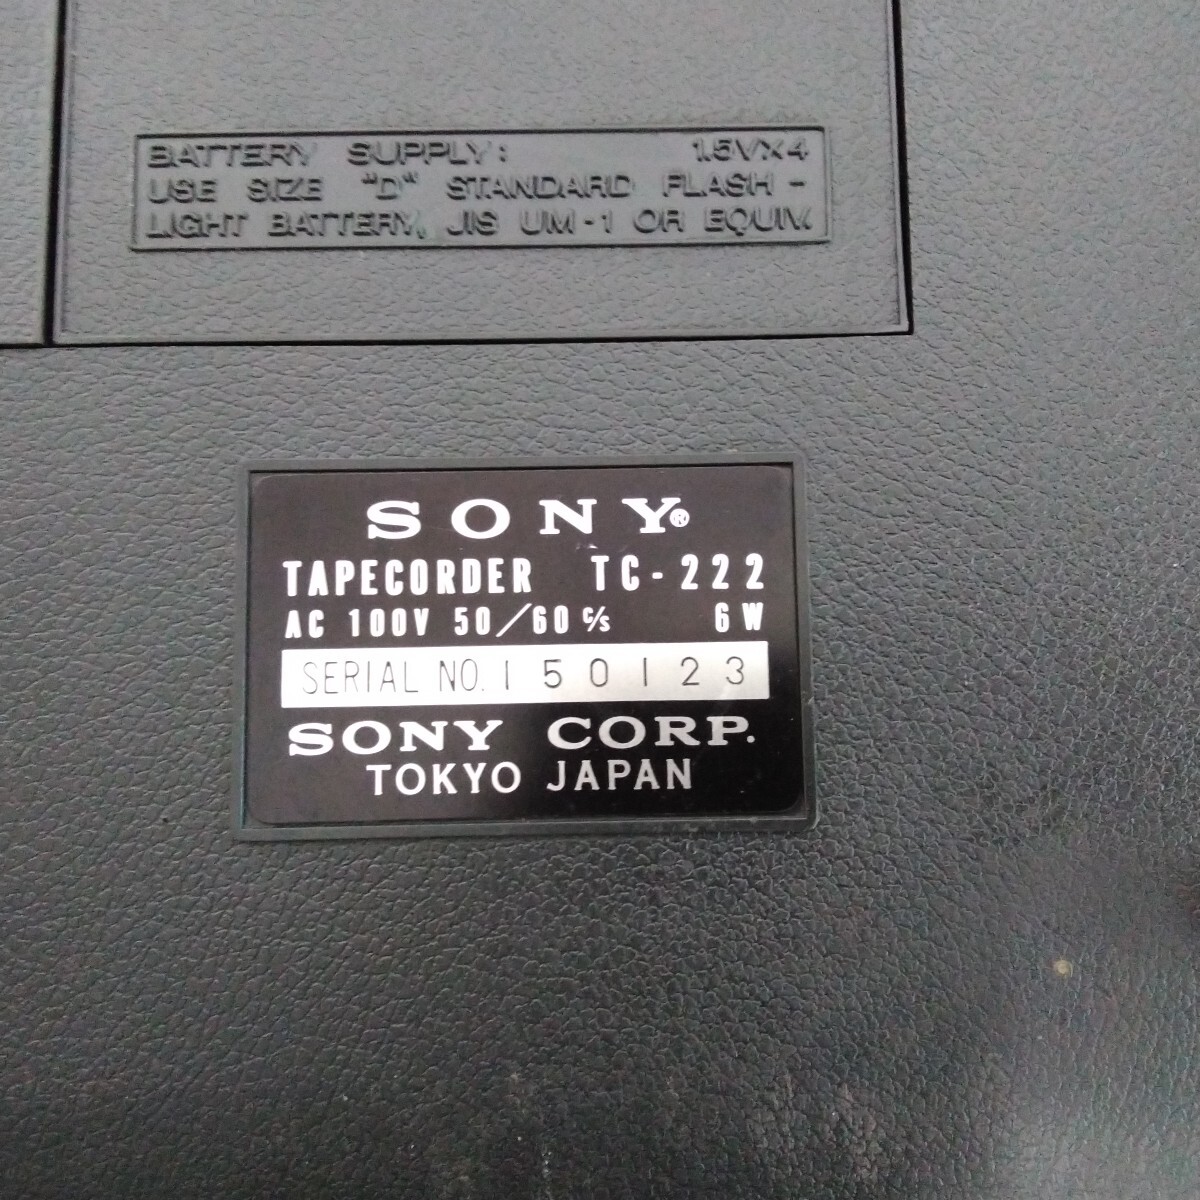 BATTERY SUPPLY: 1.5V×4
USE SIZE "D" STANDARD FLASH-
LIGHT BATTERY, JIS UM-1 OR EQUIV.
SONY®
TAPECORDER TC-222
AC 100V 50/60 c/s 6W
SERIAL NO. 150123
SONY CORP.
TOKYO JAPAN